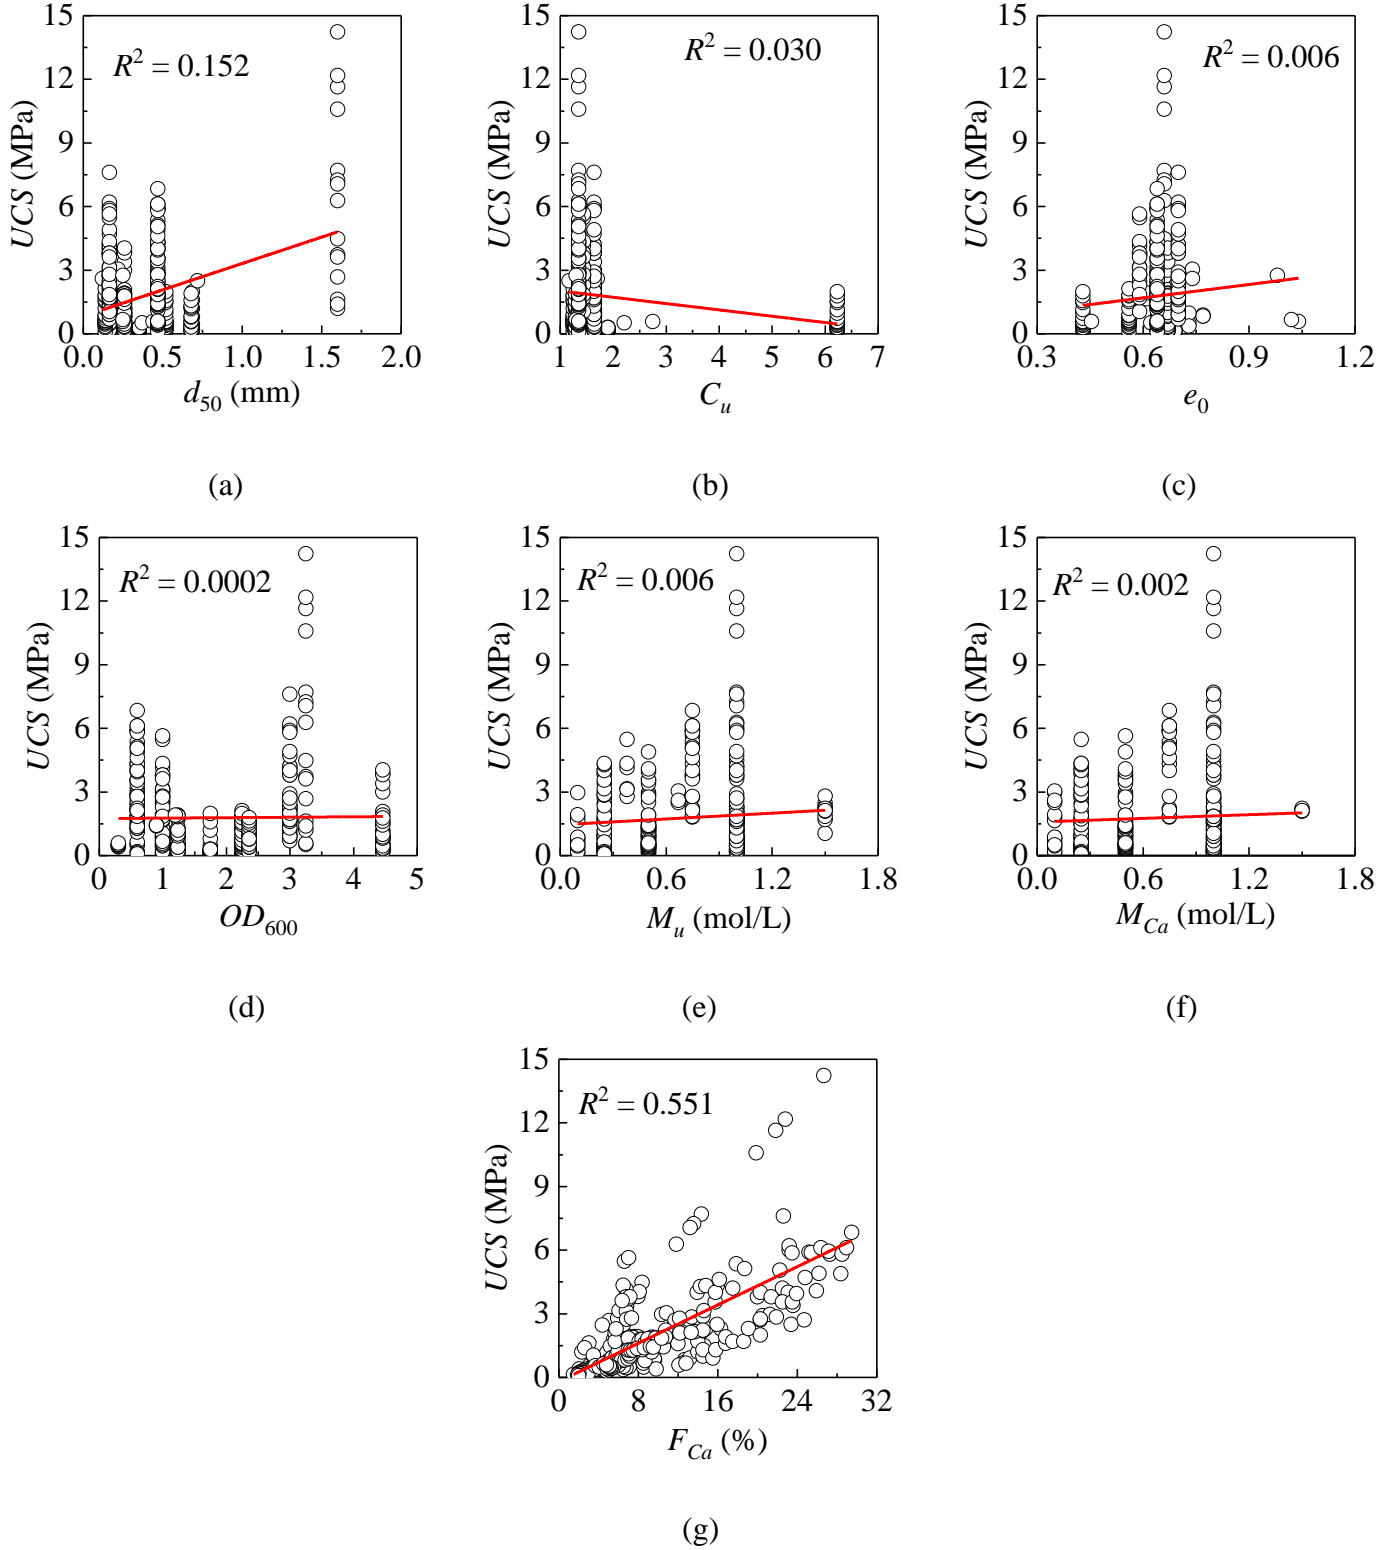 15
12
9
6
3
0
UCS (MPa)
R² = 0.152
0.0 0.5 1.0 1.5 2.0
d₅₀ (mm)
(a)
15
12
9
6
3
0
UCS (MPa)
R² = 0.030
1 2 3 4 5 6 7
Cᵤ
(b)
15
12
9
6
3
0
UCS (MPa)
R² = 0.006
0.3 0.6 0.9 1.2
e₀
(c)
15
12
9
6
3
0
UCS (MPa)
R² = 0.0002
0 1 2 3 4 5
OD₆₀₀
(d)
15
12
9
6
3
0
UCS (MPa)
R² = 0.006
0.0 0.6 1.2 1.8
Mᵤ (mol/L)
(e)
15
12
9
6
3
0
UCS (MPa)
R² = 0.002
0.0 0.6 1.2 1.8
M_Ca (mol/L)
(f)
15
12
9
6
3
0
UCS (MPa)
R² = 0.551
0 8 16 24 32
F_Ca (%)
(g)